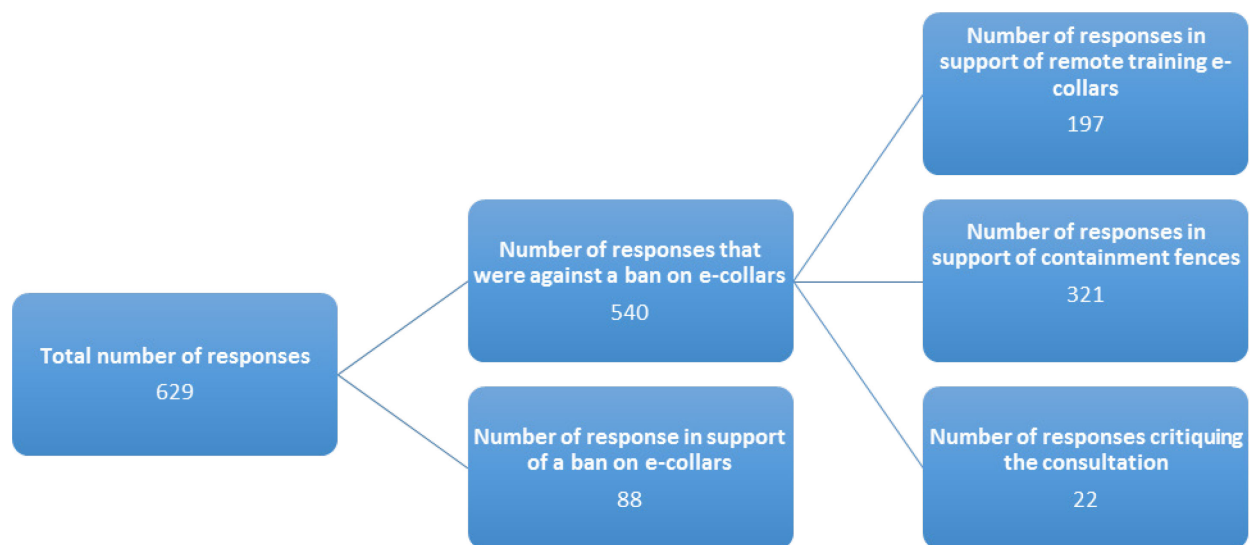 Total number of responses
629
Number of responses that
were against a ban on e-collars
540
Number of response in support
of a ban on e-collars
88
Number of responses in
support of remote training e-
collars
197
Number of responses in
support of containment fences
321
Number of responses critiquing
the consultation
22